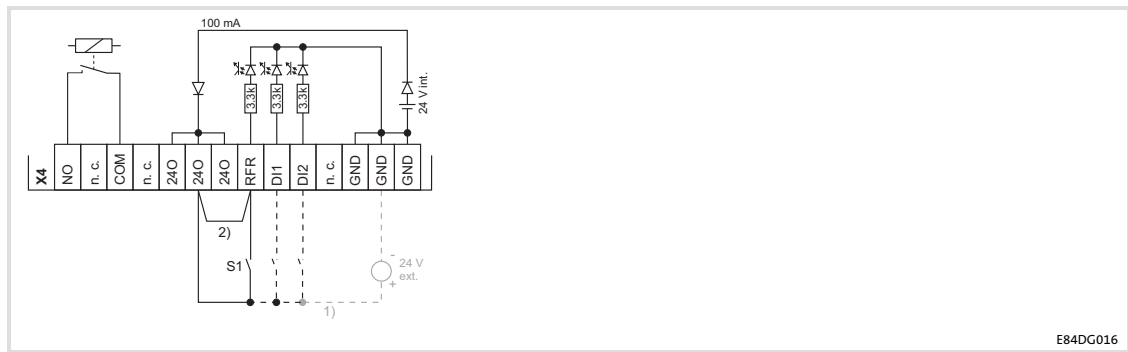 100 mA
3.3k
3.3k
3.3k
24 V int.
X4
NO
n. c.
COM
n. c.
24O
24O
24O
RFR
DI1
DI2
n. c.
GND
GND
GND
2)
S1
-
24 V
ext.
+
1)
E84DG016